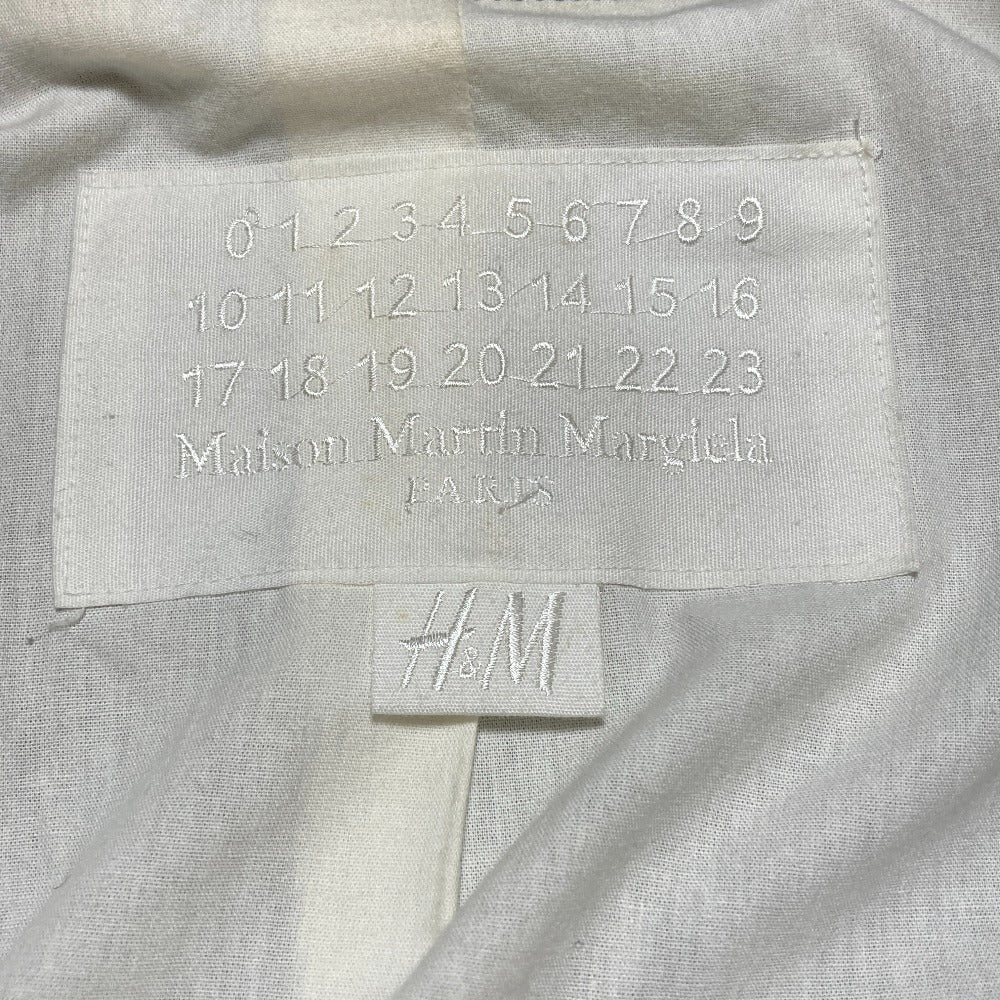 0 1 2 3 4 5 6 7 8 9
10 11 12 13 14 15 16
17 18 19 20 21 22 23
Maison Martin Margiela
PARIS
H&M